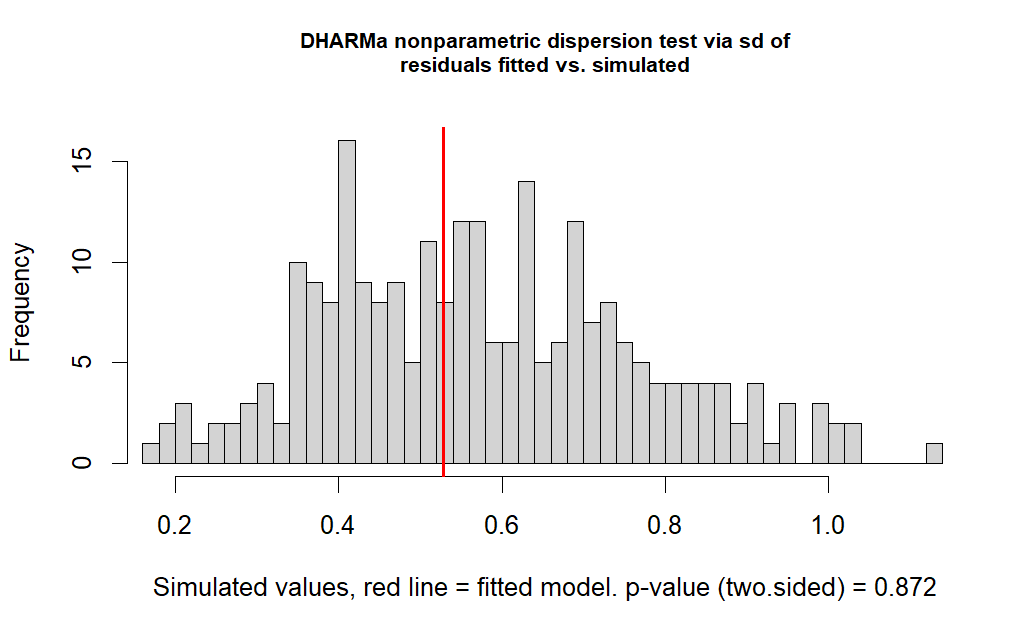 DHARMa nonparametric dispersion test via sd of
residuals fitted vs. simulated
Frequency
15
10
5
0
0.2 0.4 0.6 0.8 1.0
Simulated values, red line = fitted model. p-value (two.sided) = 0.872